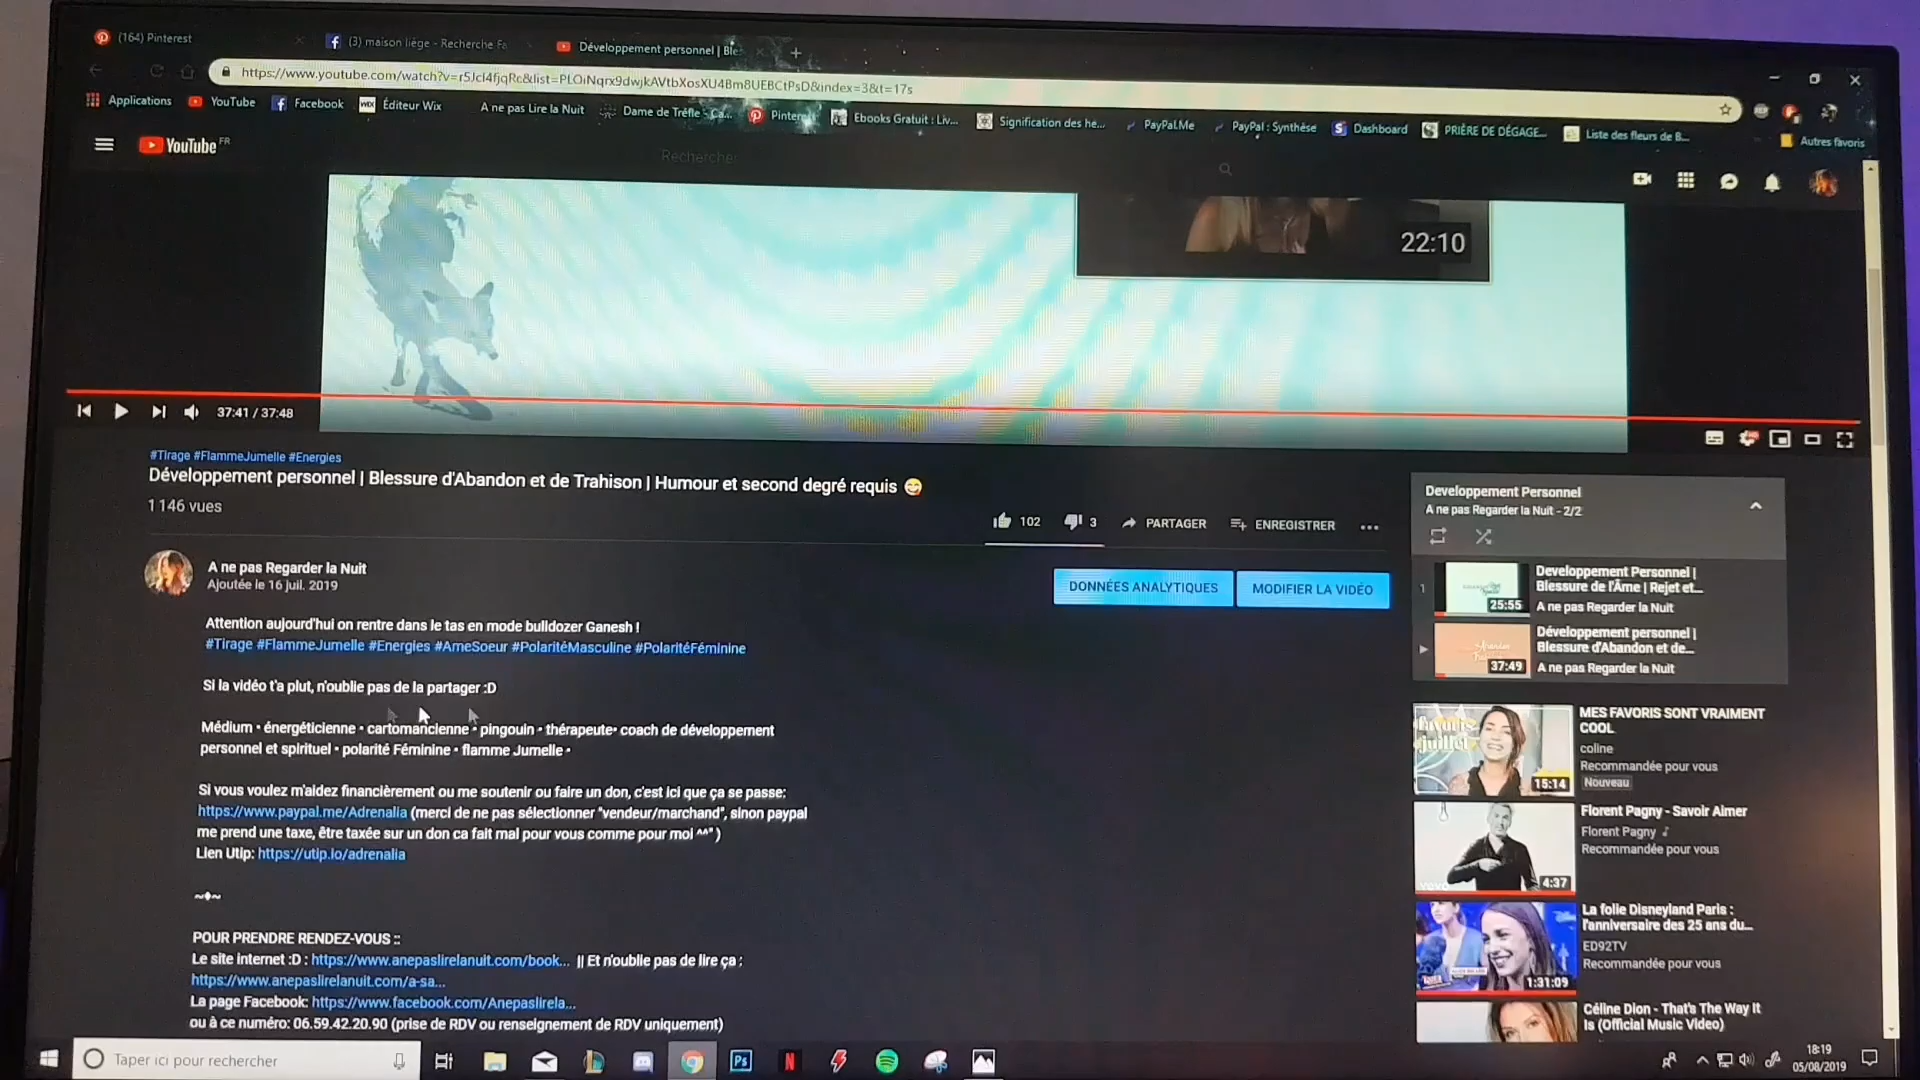 (164) Pinterest
(3) maison liège - Recherche Fa
Développement personnel | Ble
https://www.youtube.com/watch?v=r5Jcl4fjqRc&list=PLOiNqrx9dwjkAVtbXosXU4Bm8UEBCtPsD&index=3&t=17s
Applications
YouTube
Facebook
Éditeur Wix
A ne pas Lire la Nuit
Dame de Trèfle - Ca...
Pinterest
Ebooks Gratuit : Liv...
Signification des he...
PayPal.Me
PayPal : Synthèse
Dashboard
PRIÈRE DE DÉGAGE...
Liste des fleurs de B...
Autres favoris
YouTube FR
Rechercher
22:10
37:41 / 37:48
#Tirage #FlammeJumelle #Energies
Développement personnel | Blessure d'Abandon et de Trahison | Humour et second degré requis 😋
1 146 vues
102
3
PARTAGER
ENREGISTRER
A ne pas Regarder la Nuit
Ajoutée le 16 juil. 2019
DONNÉES ANALYTIQUES
MODIFIER LA VIDÉO
Attention aujourd'hui on rentre dans le tas en mode bulldozer Ganesh !
#Tirage #FlammeJumelle #Energies #AmeSoeur #PolaritéMasculine #PolaritéFéminine
Si la vidéo t'a plut, n'oublie pas de la partager :D
Médium • énergéticienne • cartomancienne • pingouin • thérapeute• coach de développement
personnel et spirituel • polarité Féminine • flamme Jumelle •
Si vous voulez m'aidez financièrement ou me soutenir ou faire un don, c'est ici que ça se passe:
https://www.paypal.me/Adrenalia (merci de ne pas sélectionner "vendeur/marchand", sinon paypal
me prend une taxe, être taxée sur un don ca fait mal pour vous comme pour moi ^^" )
Lien Utip: https://utip.io/adrenalia
~•~
POUR PRENDRE RENDEZ-VOUS ::
Le site internet :D : https://www.anepaslirelanuit.com/book... || Et n'oublie pas de lire ça :
https://www.anepaslirelanuit.com/a-sa...
La page Facebook: https://www.facebook.com/Anepaslirela...
ou à ce numéro: 06.59.42.20.90 (prise de RDV ou renseignement de RDV uniquement)
Developpement Personnel
A ne pas Regarder la Nuit - 2/2
1
25:55
Developpement Personnel |
Blessure de l'Âme | Rejet et...
A ne pas Regarder la Nuit
37:49
Développement personnel |
Blessure d'Abandon et de...
A ne pas Regarder la Nuit
favoris
juillet
15:14
MES FAVORIS SONT VRAIMENT
COOL
coline
Recommandée pour vous
Nouveau
vevo
4:37
Florent Pagny - Savoir Aimer
Florent Pagny
Recommandée pour vous
1:31:09
La folie Disneyland Paris :
l'anniversaire des 25 ans du...
ED92TV
Recommandée pour vous
Céline Dion - That's The Way It
Is (Official Music Video)
Taper ici pour rechercher
Ps
N
18:19
05/08/2019